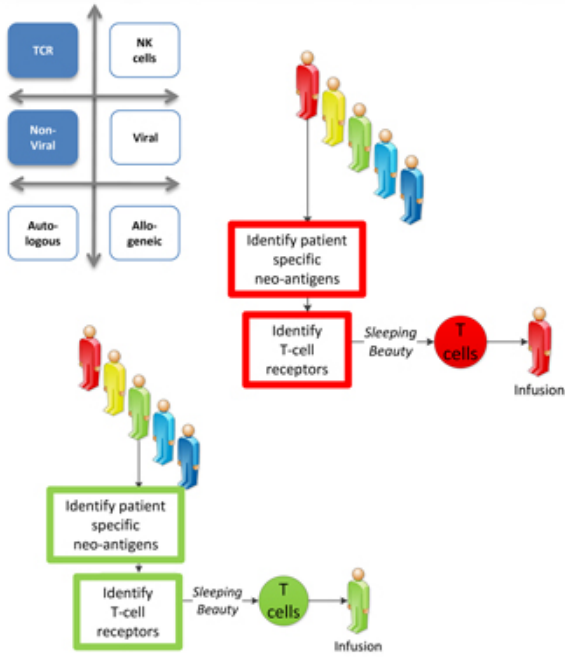 TCR
NK
cells
Non-
Viral
Viral
Auto-
logous
Allo-
geneic
Identify patient
specific
neo-antigens
Identify
T-cell
receptors
Sleeping
Beauty
T
cells
Infusion
Identify patient
specific
neo-antigens
Identify
T-cell
receptors
Sleeping
Beauty
T
cells
Infusion